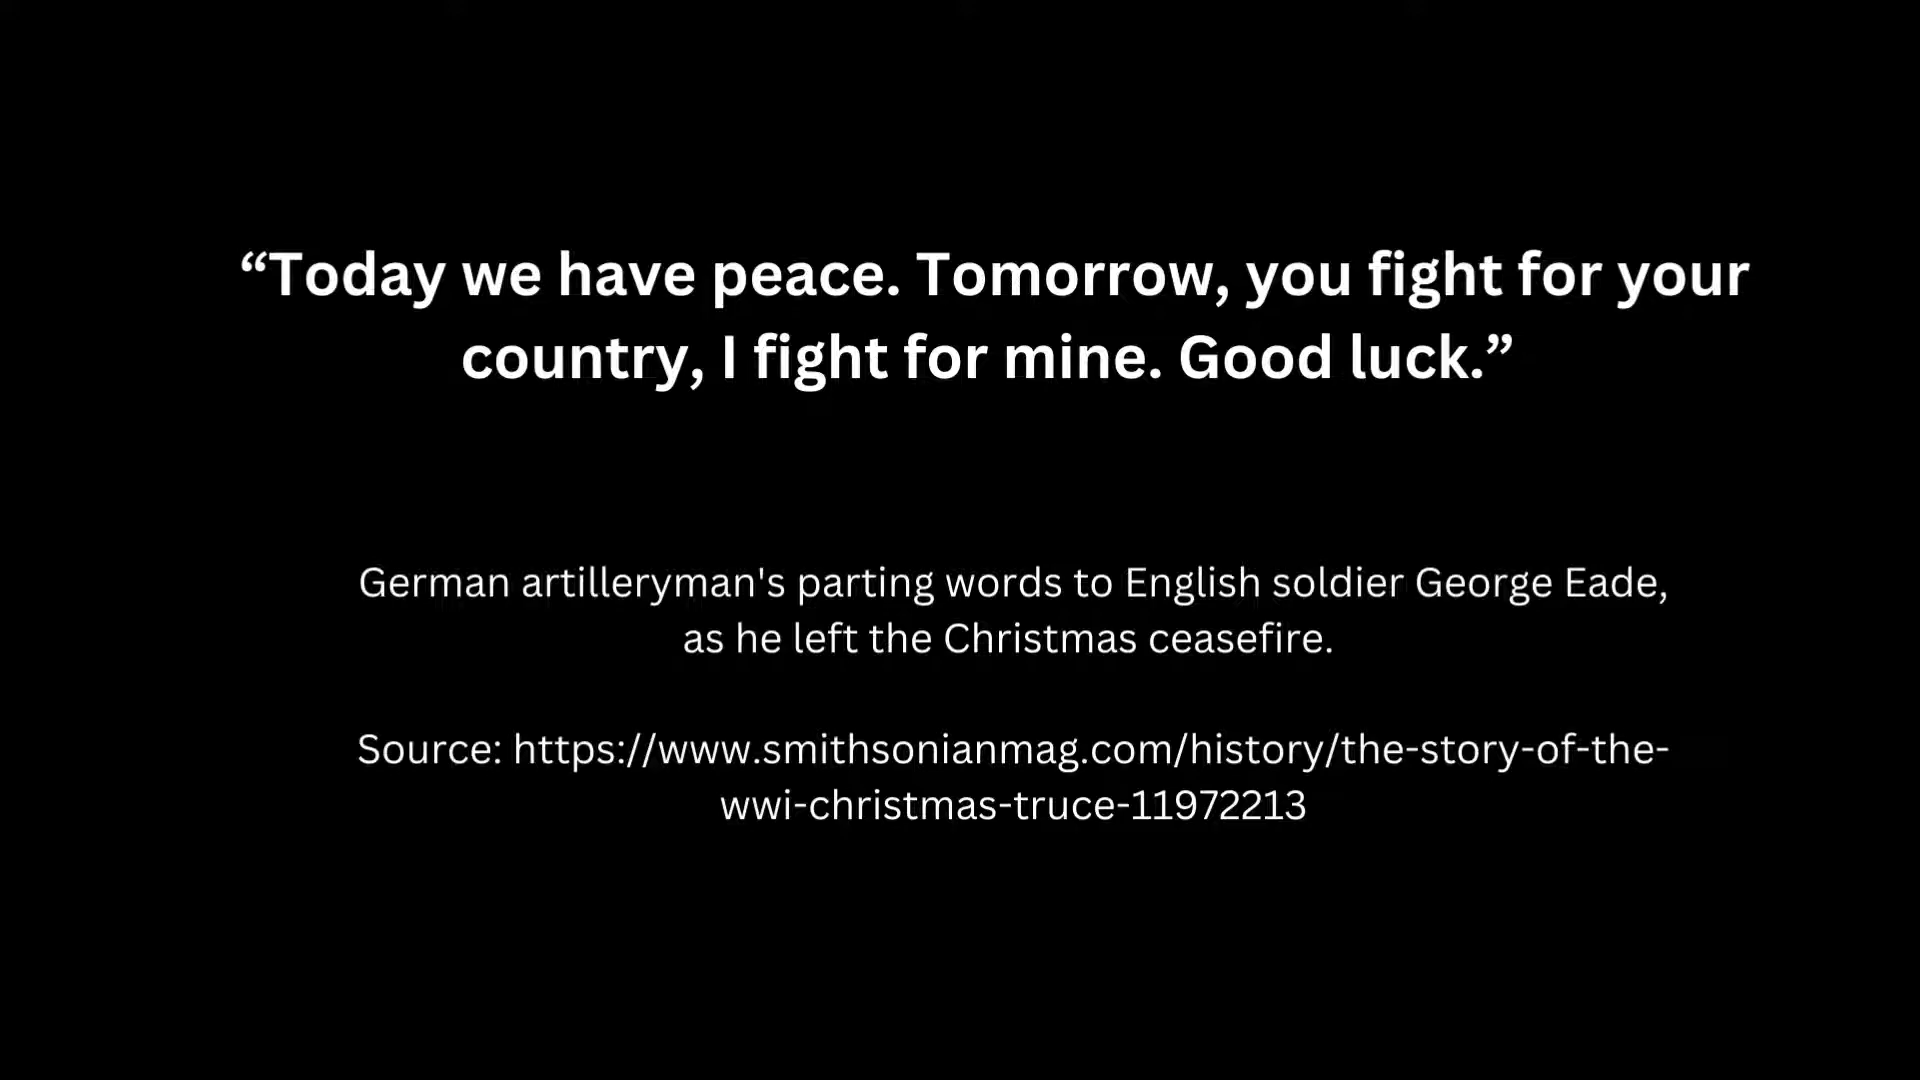 “Today we have peace. Tomorrow, you fight for your
country, I fight for mine. Good luck.”
German artilleryman's parting words to English soldier George Eade,
as he left the Christmas ceasefire.
Source: https://www.smithsonianmag.com/history/the-story-of-the-
wwi-christmas-truce-11972213